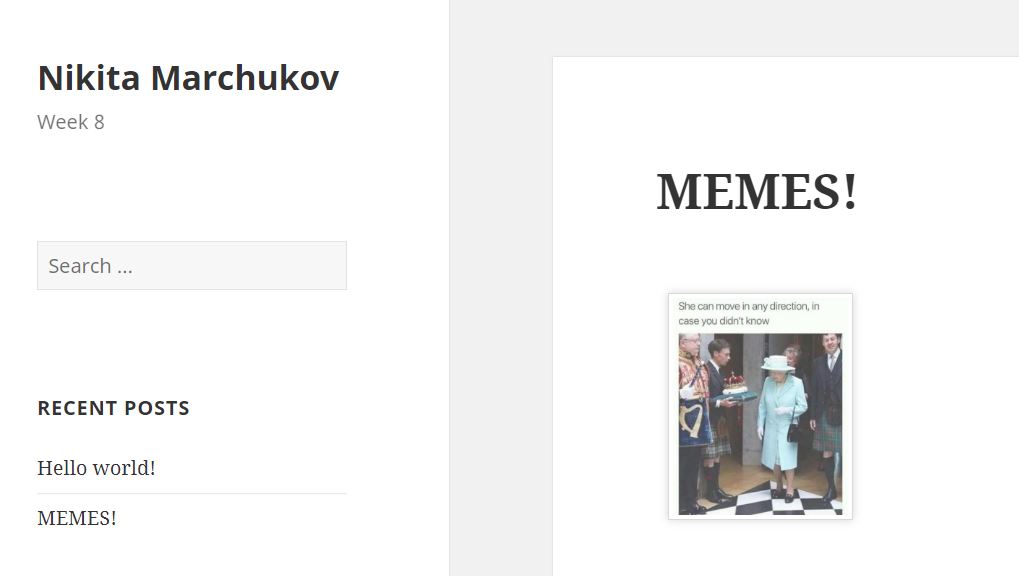 Nikita Marchukov
Week 8
Search ...
RECENT POSTS
Hello world!
MEMES!
MEMES!
She can move in any direction, in
case you didn't know